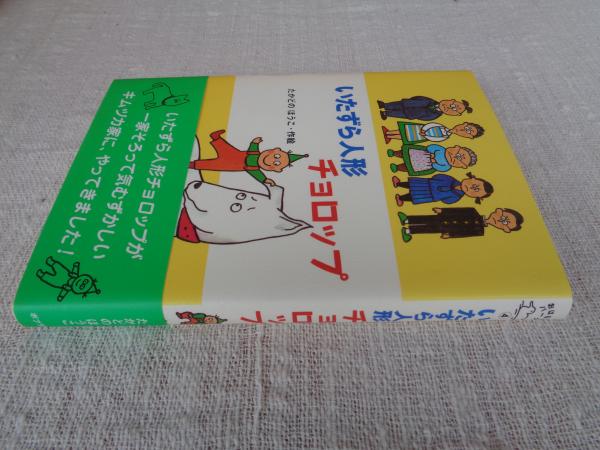 いたずら人形
チョロップ
たかどのほうこ・作絵
いたずら人形チョロップが
一家そろって気むずかしい
キムツカ家に、やってきました!
いたずら人形
チョロップ
たかどのほうこ